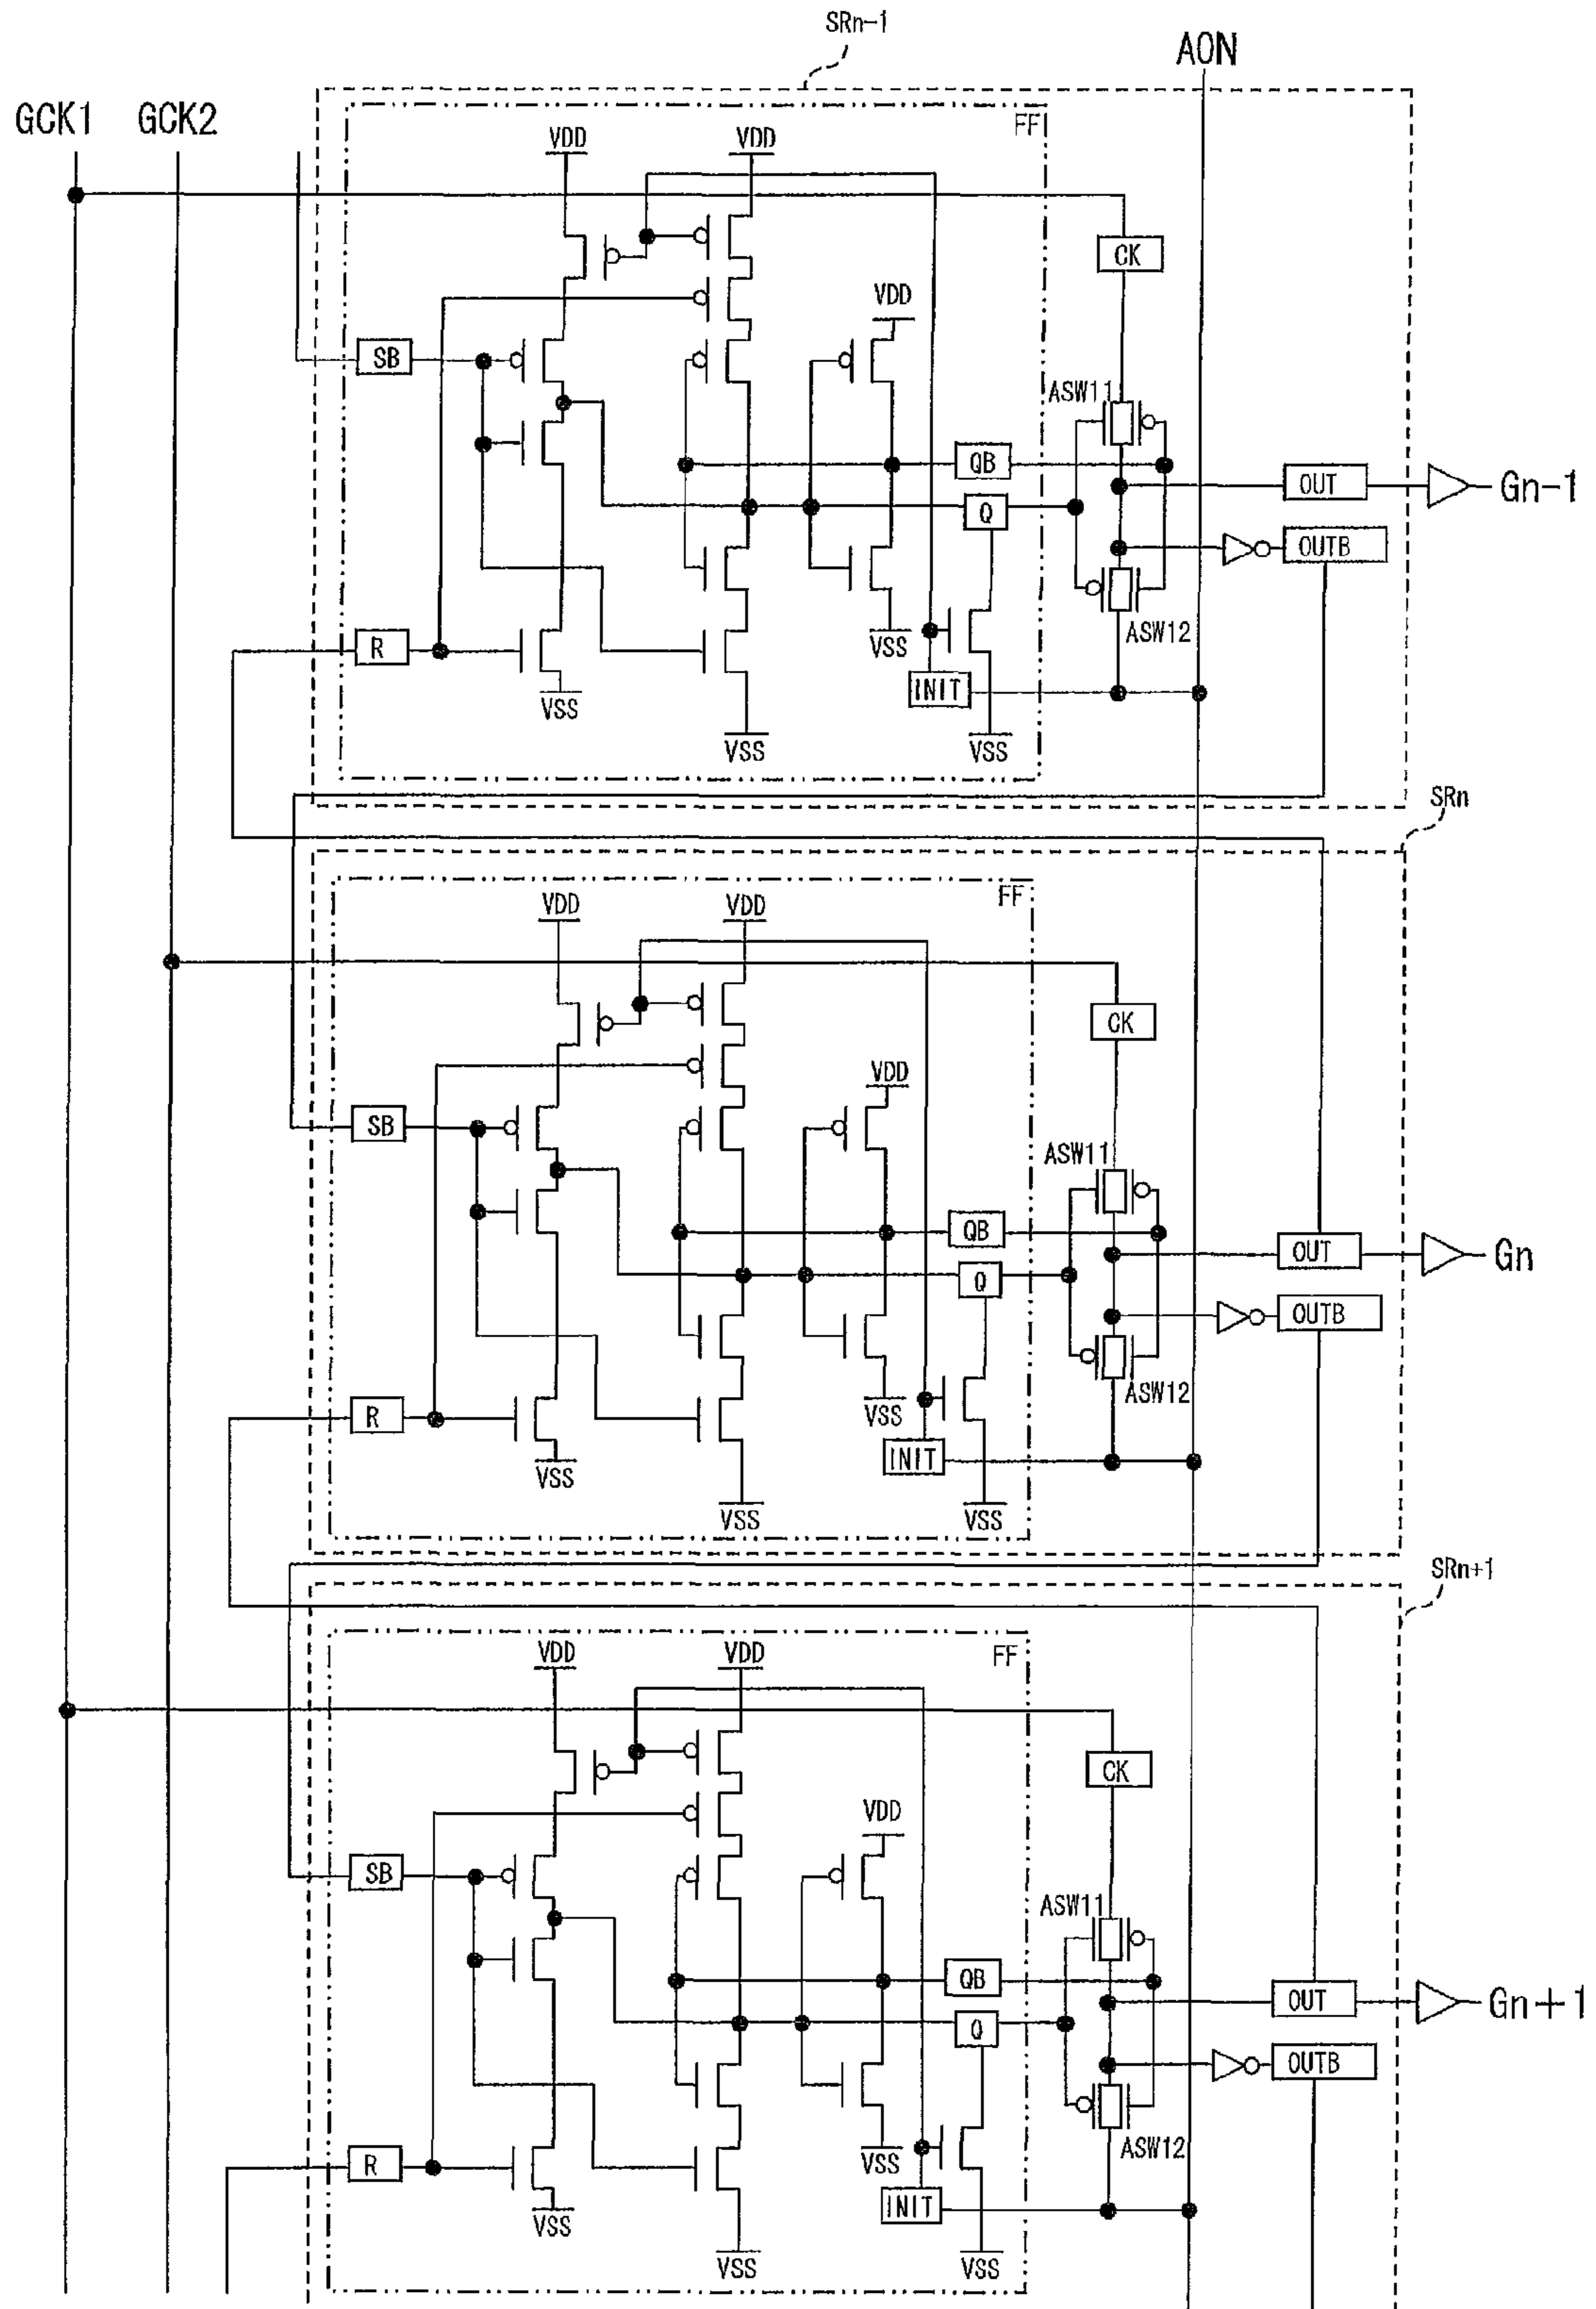 SRn-1
AON
GCK1 GCK2
FF
VDD VDD
CK
VDD
SB
ASW11
QB
OUT Gn-1
Q
OUTB
R
VSS
ASW12
INIT
VSS
VSS VSS
SRn
FF
VDD VDD
CK
VDD
SB
ASW11
QB
OUT Gn
Q
OUTB
R
VSS
ASW12
INIT
VSS
VSS VSS
SRn+1
FF
VDD VDD
CK
VDD
SB
ASW11
QB
OUT Gn+1
Q
OUTB
R
VSS
ASW12
INIT
VSS
VSS VSS